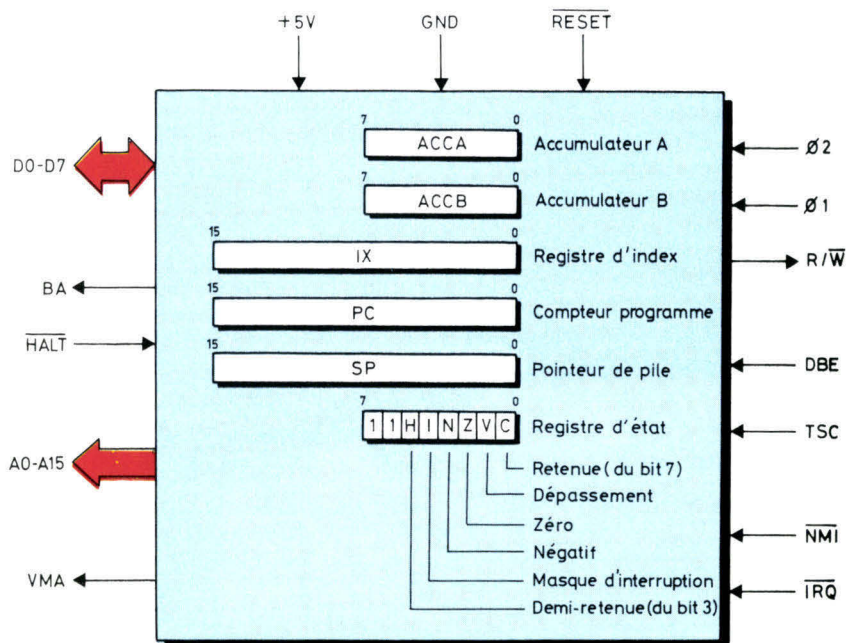 +5V GND RESET
7 0
ACCA Accumulateur A
D0-D7
Ø2
7 0
ACCB Accumulateur B
Ø1
15 0
IX Registre d'index
R/W
BA
15 0
PC Compteur programme
HALT
15 0
SP Pointeur de pile
DBE
7 0
1 1 H I N Z V C Registre d'état
TSC
A0-A15
Retenue (du bit 7)
Dépassement
Zéro
NMI
Négatif
VMA
Masque d'interruption
IRQ
Demi-retenue (du bit 3)